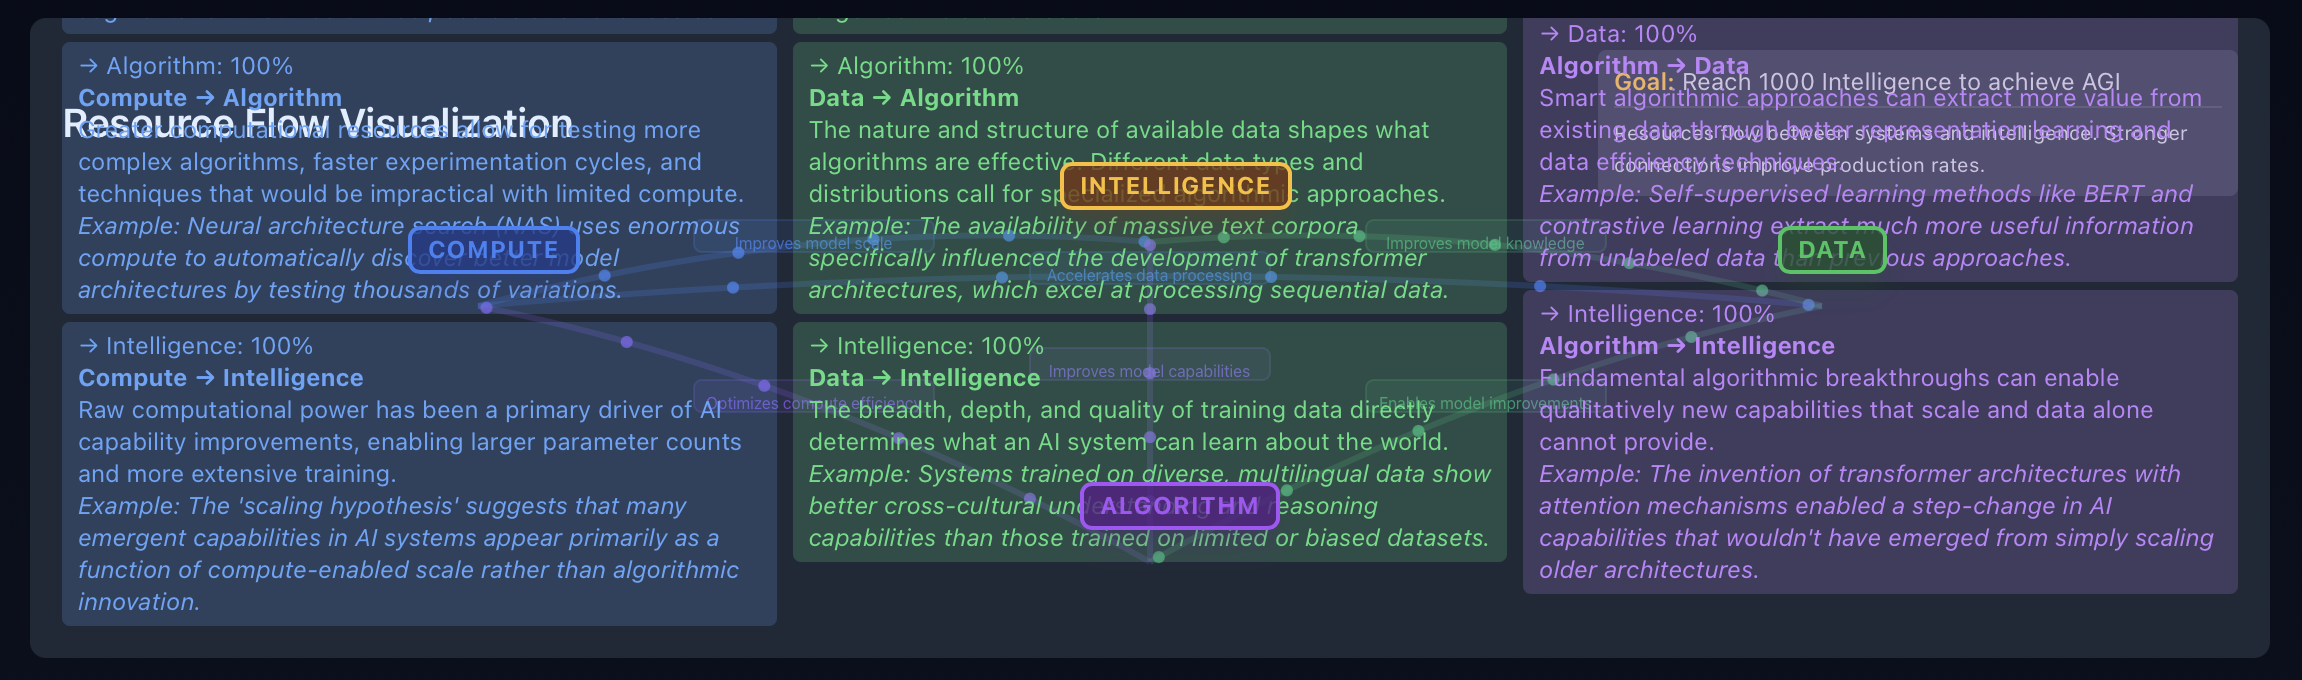 → Algorithm: 100%
Compute → Algorithm
Resource Flow Visualization
Greater computational resources allow for testing more
complex algorithms, faster experimentation cycles, and
techniques that would be impractical with limited compute.
Example: Neural architecture search (NAS) uses enormous
COMPUTE
compute to automatically discover better model
architectures by testing thousands of variations.
→ Intelligence: 100%
Compute → Intelligence
Raw computational power has been a primary driver of AI
capability improvements, enabling larger parameter counts
and more extensive training.
Example: The 'scaling hypothesis' suggests that many
emergent capabilities in AI systems appear primarily as a
function of compute-enabled scale rather than algorithmic
innovation.
→ Algorithm: 100%
Data → Algorithm
The nature and structure of available data shapes what
algorithms are effective. Different data types and
distributions call for specialized algorithmic approaches.
INTELLIGENCE
Example: The availability of massive text corpora
specifically influenced the development of transformer
architectures, which excel at processing sequential data.
Improves model scale
Accelerates data processing
Improves model knowledge
→ Intelligence: 100%
Data → Intelligence
Improves model capabilities
Optimizes compute efficiency
Enables model improvements
The breadth, depth, and quality of training data directly
determines what an AI system can learn about the world.
Example: Systems trained on diverse, multilingual data show
better cross-cultural understanding and reasoning
ALGORITHM
capabilities than those trained on limited or biased datasets.
→ Data: 100%
Algorithm → Data
Goal: Reach 1000 Intelligence to achieve AGI
Smart algorithmic approaches can extract more value from
existing data through better representation learning and
data efficiency techniques.
Resources flow between systems and intelligence. Stronger
connections improve production rates.
Example: Self-supervised learning methods like BERT and
contrastive learning extract much more useful information
from unlabeled data than previous approaches.
DATA
→ Intelligence: 100%
Algorithm → Intelligence
Fundamental algorithmic breakthroughs can enable
qualitatively new capabilities that scale and data alone
cannot provide.
Example: The invention of transformer architectures with
attention mechanisms enabled a step-change in AI
capabilities that wouldn't have emerged from simply scaling
older architectures.